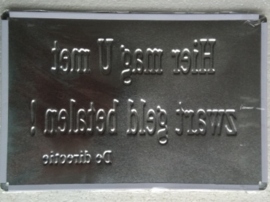 Hier mag U met
zwart geld betalen !
De directie